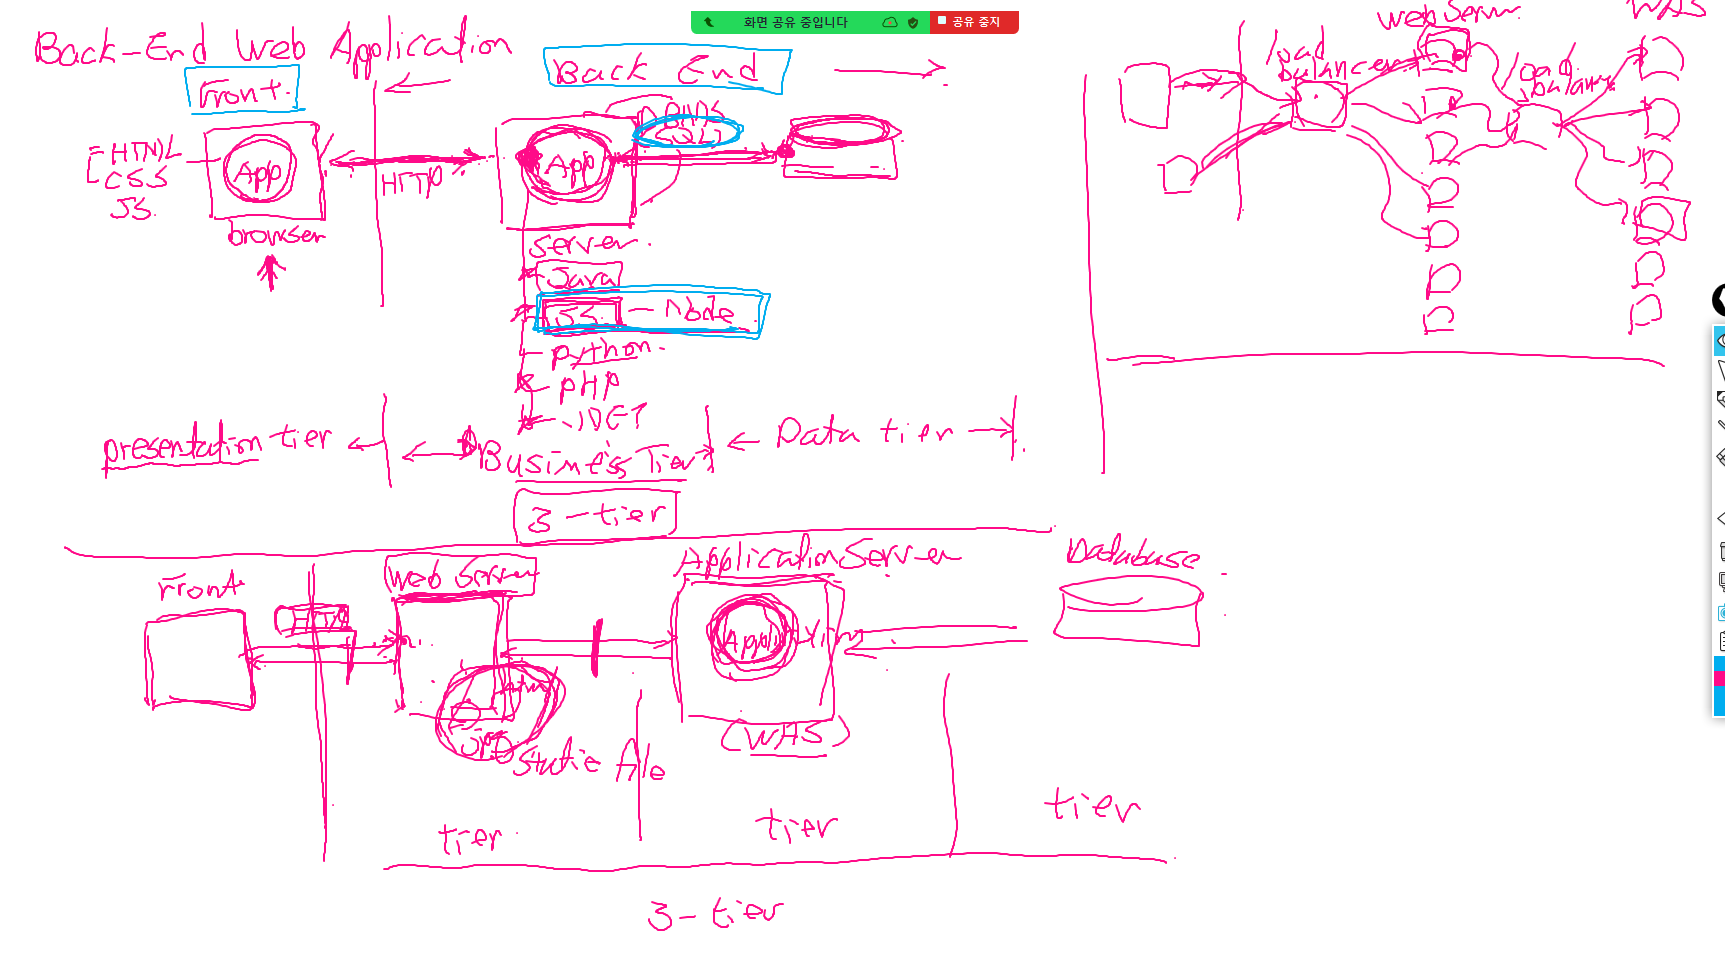 화면 공유 중입니다
공유 중지
Back-End Web Application
Front.
Back End
HTML
CSS
JS.
App
browser
HTTP
App
DBMS
(SQL)
server.
Java
JS. - Node
python.
PHP
.NET
presentation tier
Business Tier
Data tier
3-tier
load
balancer
web Server
load
balancer
WAS
Front
HTTP
Web Server
html
jpg
static file
Application Server
(WAS)
Database
tier
tier
tier
3-tier